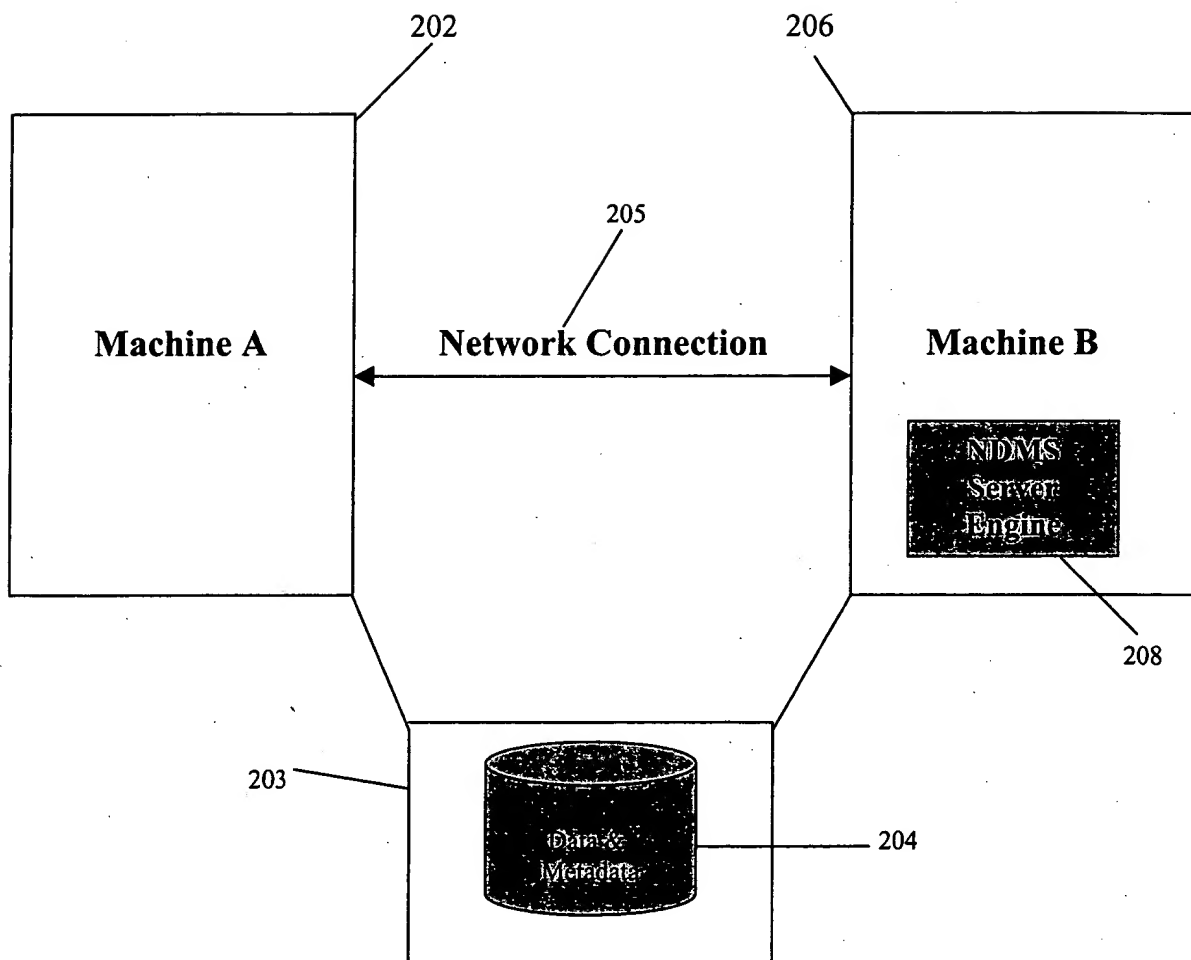 202
206
205
Machine A
Network Connection
Machine B
NDMS
Server
Engine
208
203
Data &
Metadata
204